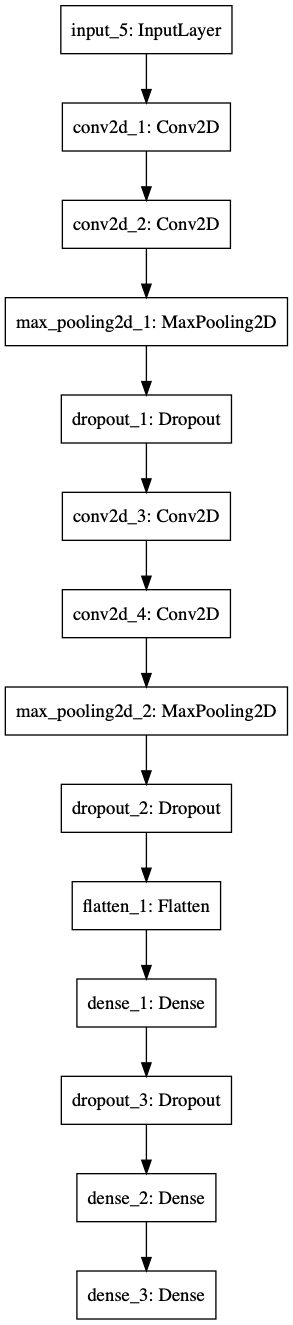 input_5: InputLayer
conv2d_1: Conv2D
conv2d_2: Conv2D
max_pooling2d_1: MaxPooling2D
dropout_1: Dropout
conv2d_3: Conv2D
conv2d_4: Conv2D
max_pooling2d_2: MaxPooling2D
dropout_2: Dropout
flatten_1: Flatten
dense_1: Dense
dropout_3: Dropout
dense_2: Dense
dense_3: Dense